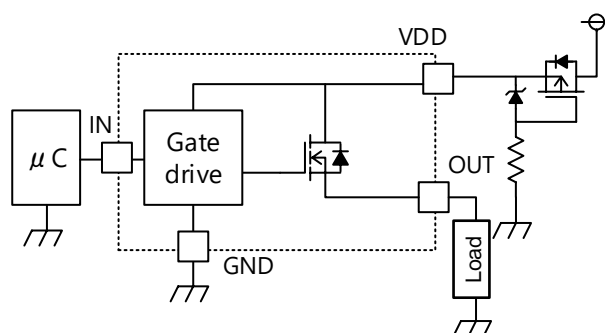 VDD
IN
μC
Gate
drive
OUT
GND
Load